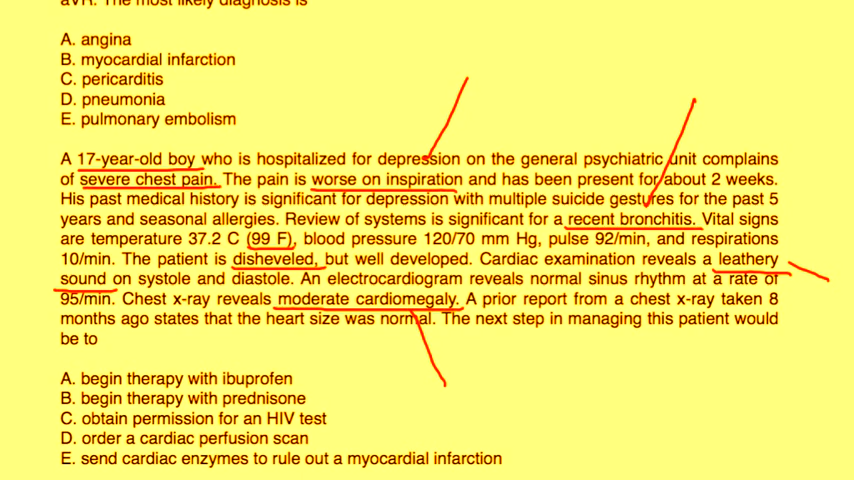 aVR. The most likely diagnosis is
A. angina
B. myocardial infarction
C. pericarditis
D. pneumonia
E. pulmonary embolism
A 17-year-old boy who is hospitalized for depression on the general psychiatric unit complains
of severe chest pain. The pain is worse on inspiration and has been present for about 2 weeks.
His past medical history is significant for depression with multiple suicide gestures for the past 5
years and seasonal allergies. Review of systems is significant for a recent bronchitis. Vital signs
are temperature 37.2 C (99 F), blood pressure 120/70 mm Hg, pulse 92/min, and respirations
10/min. The patient is disheveled, but well developed. Cardiac examination reveals a leathery
sound on systole and diastole. An electrocardiogram reveals normal sinus rhythm at a rate of
95/min. Chest x-ray reveals moderate cardiomegaly. A prior report from a chest x-ray taken 8
months ago states that the heart size was normal. The next step in managing this patient would
be to
A. begin therapy with ibuprofen
B. begin therapy with prednisone
C. obtain permission for an HIV test
D. order a cardiac perfusion scan
E. send cardiac enzymes to rule out a myocardial infarction